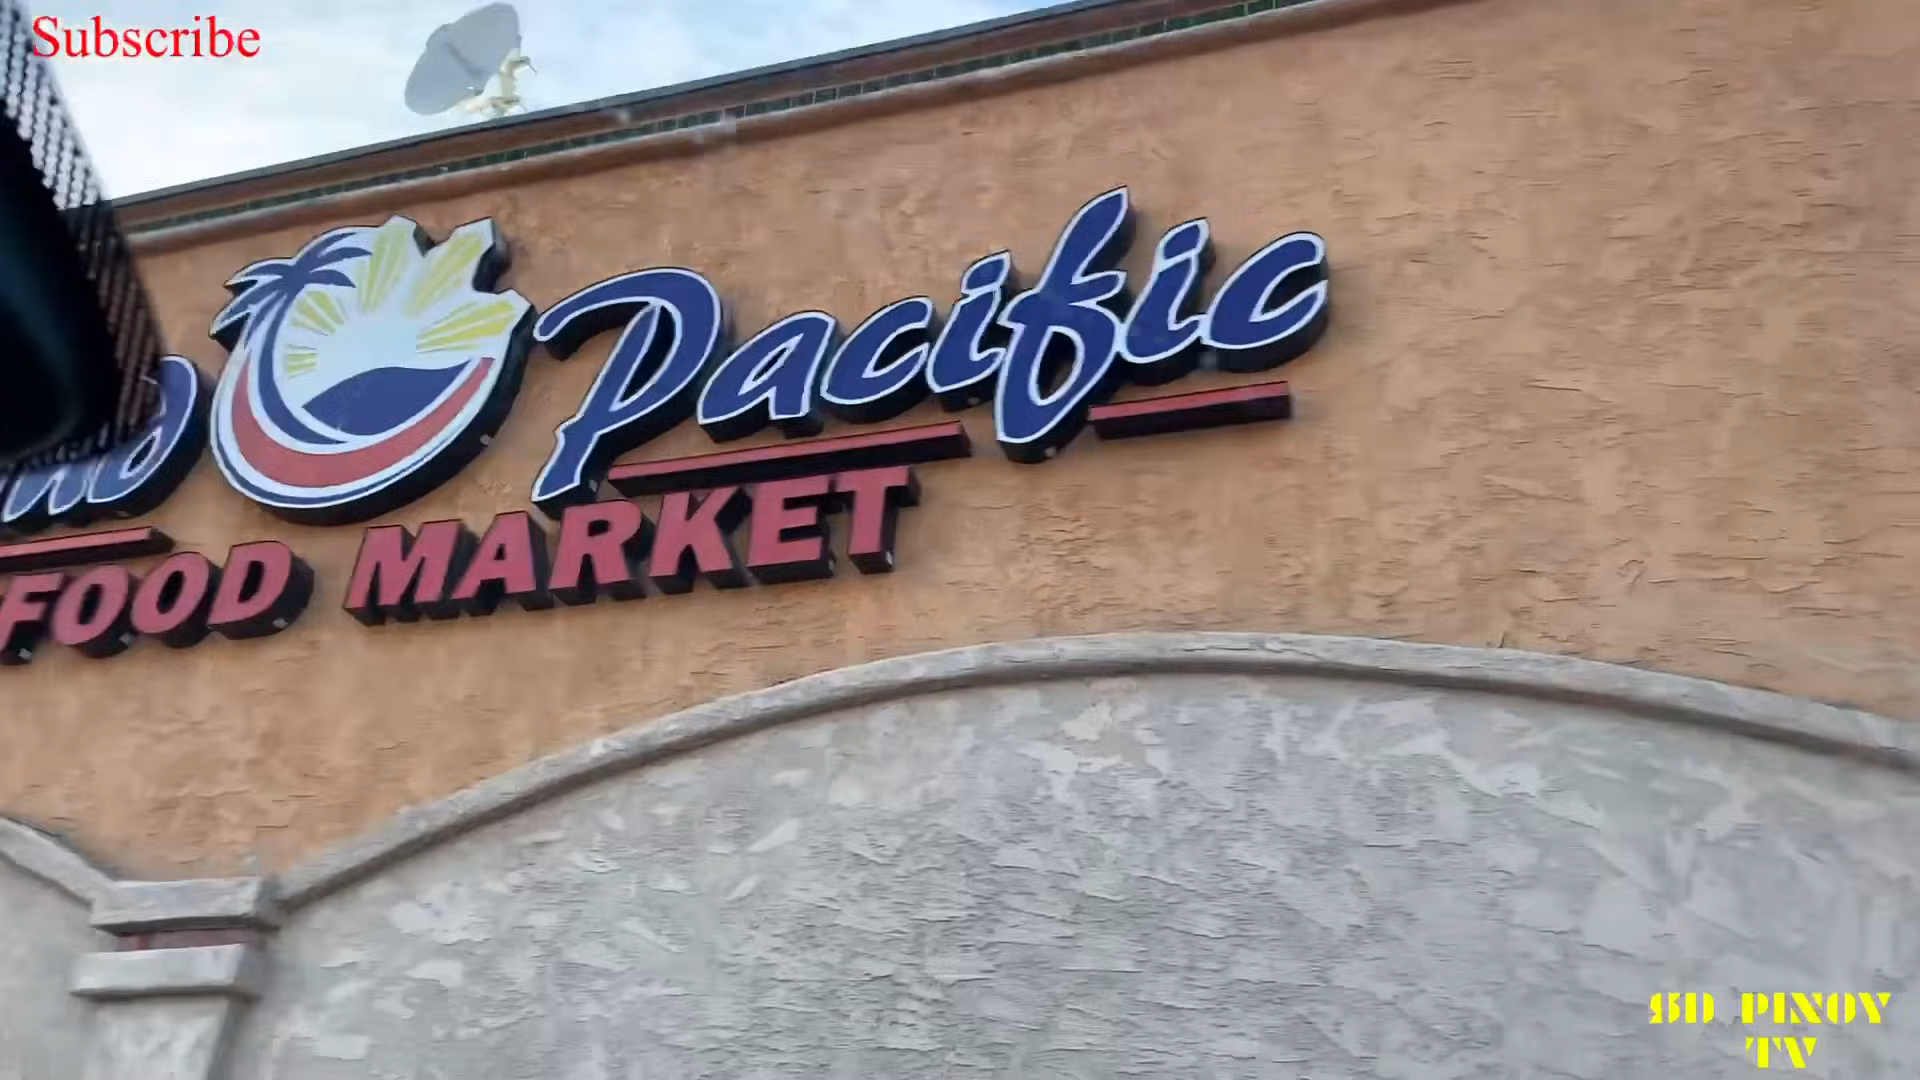 Subscribe
Pacific
FOOD MARKET
SD PINOY
TV